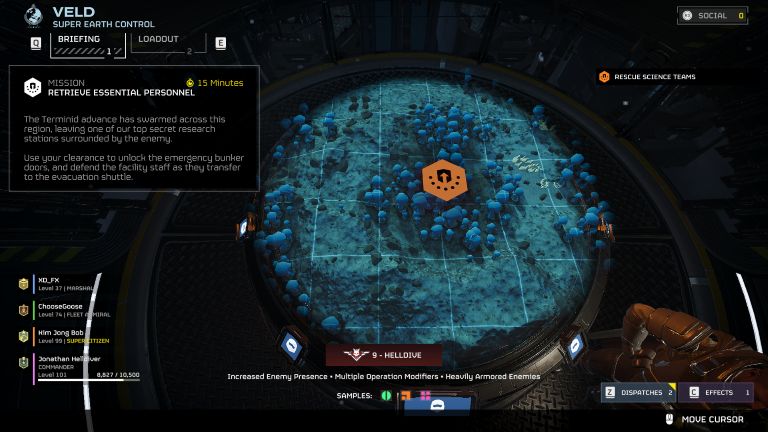 VELD
SUPER EARTH CONTROL
Q
BRIEFING
1
LOADOUT
2
E
SOCIAL 0
MISSION
15 Minutes
RETRIEVE ESSENTIAL PERSONNEL
The Terminid advance has swarmed across this
region, leaving one of our top secret research
stations surrounded by the enemy.
Use your clearance to unlock the emergency bunker
doors, and defend the facility staff as they transfer
to the evacuation shuttle.
RESCUE SCIENCE TEAMS
XD_FX
Level 37 | MARSHAL
ChooseGoose
Level 74 | FLEET ADMIRAL
Kim Jong Bob
Level 99 | SUPER CITIZEN
Jonathan Helldiver
COMMANDER
Level 101 8,827 / 10,500
9 - HELLDIVE
Increased Enemy Presence • Multiple Operation Modifiers • Heavily Armored Enemies
SAMPLES:
Z DISPATCHES 2
C EFFECTS 1
MOVE CURSOR